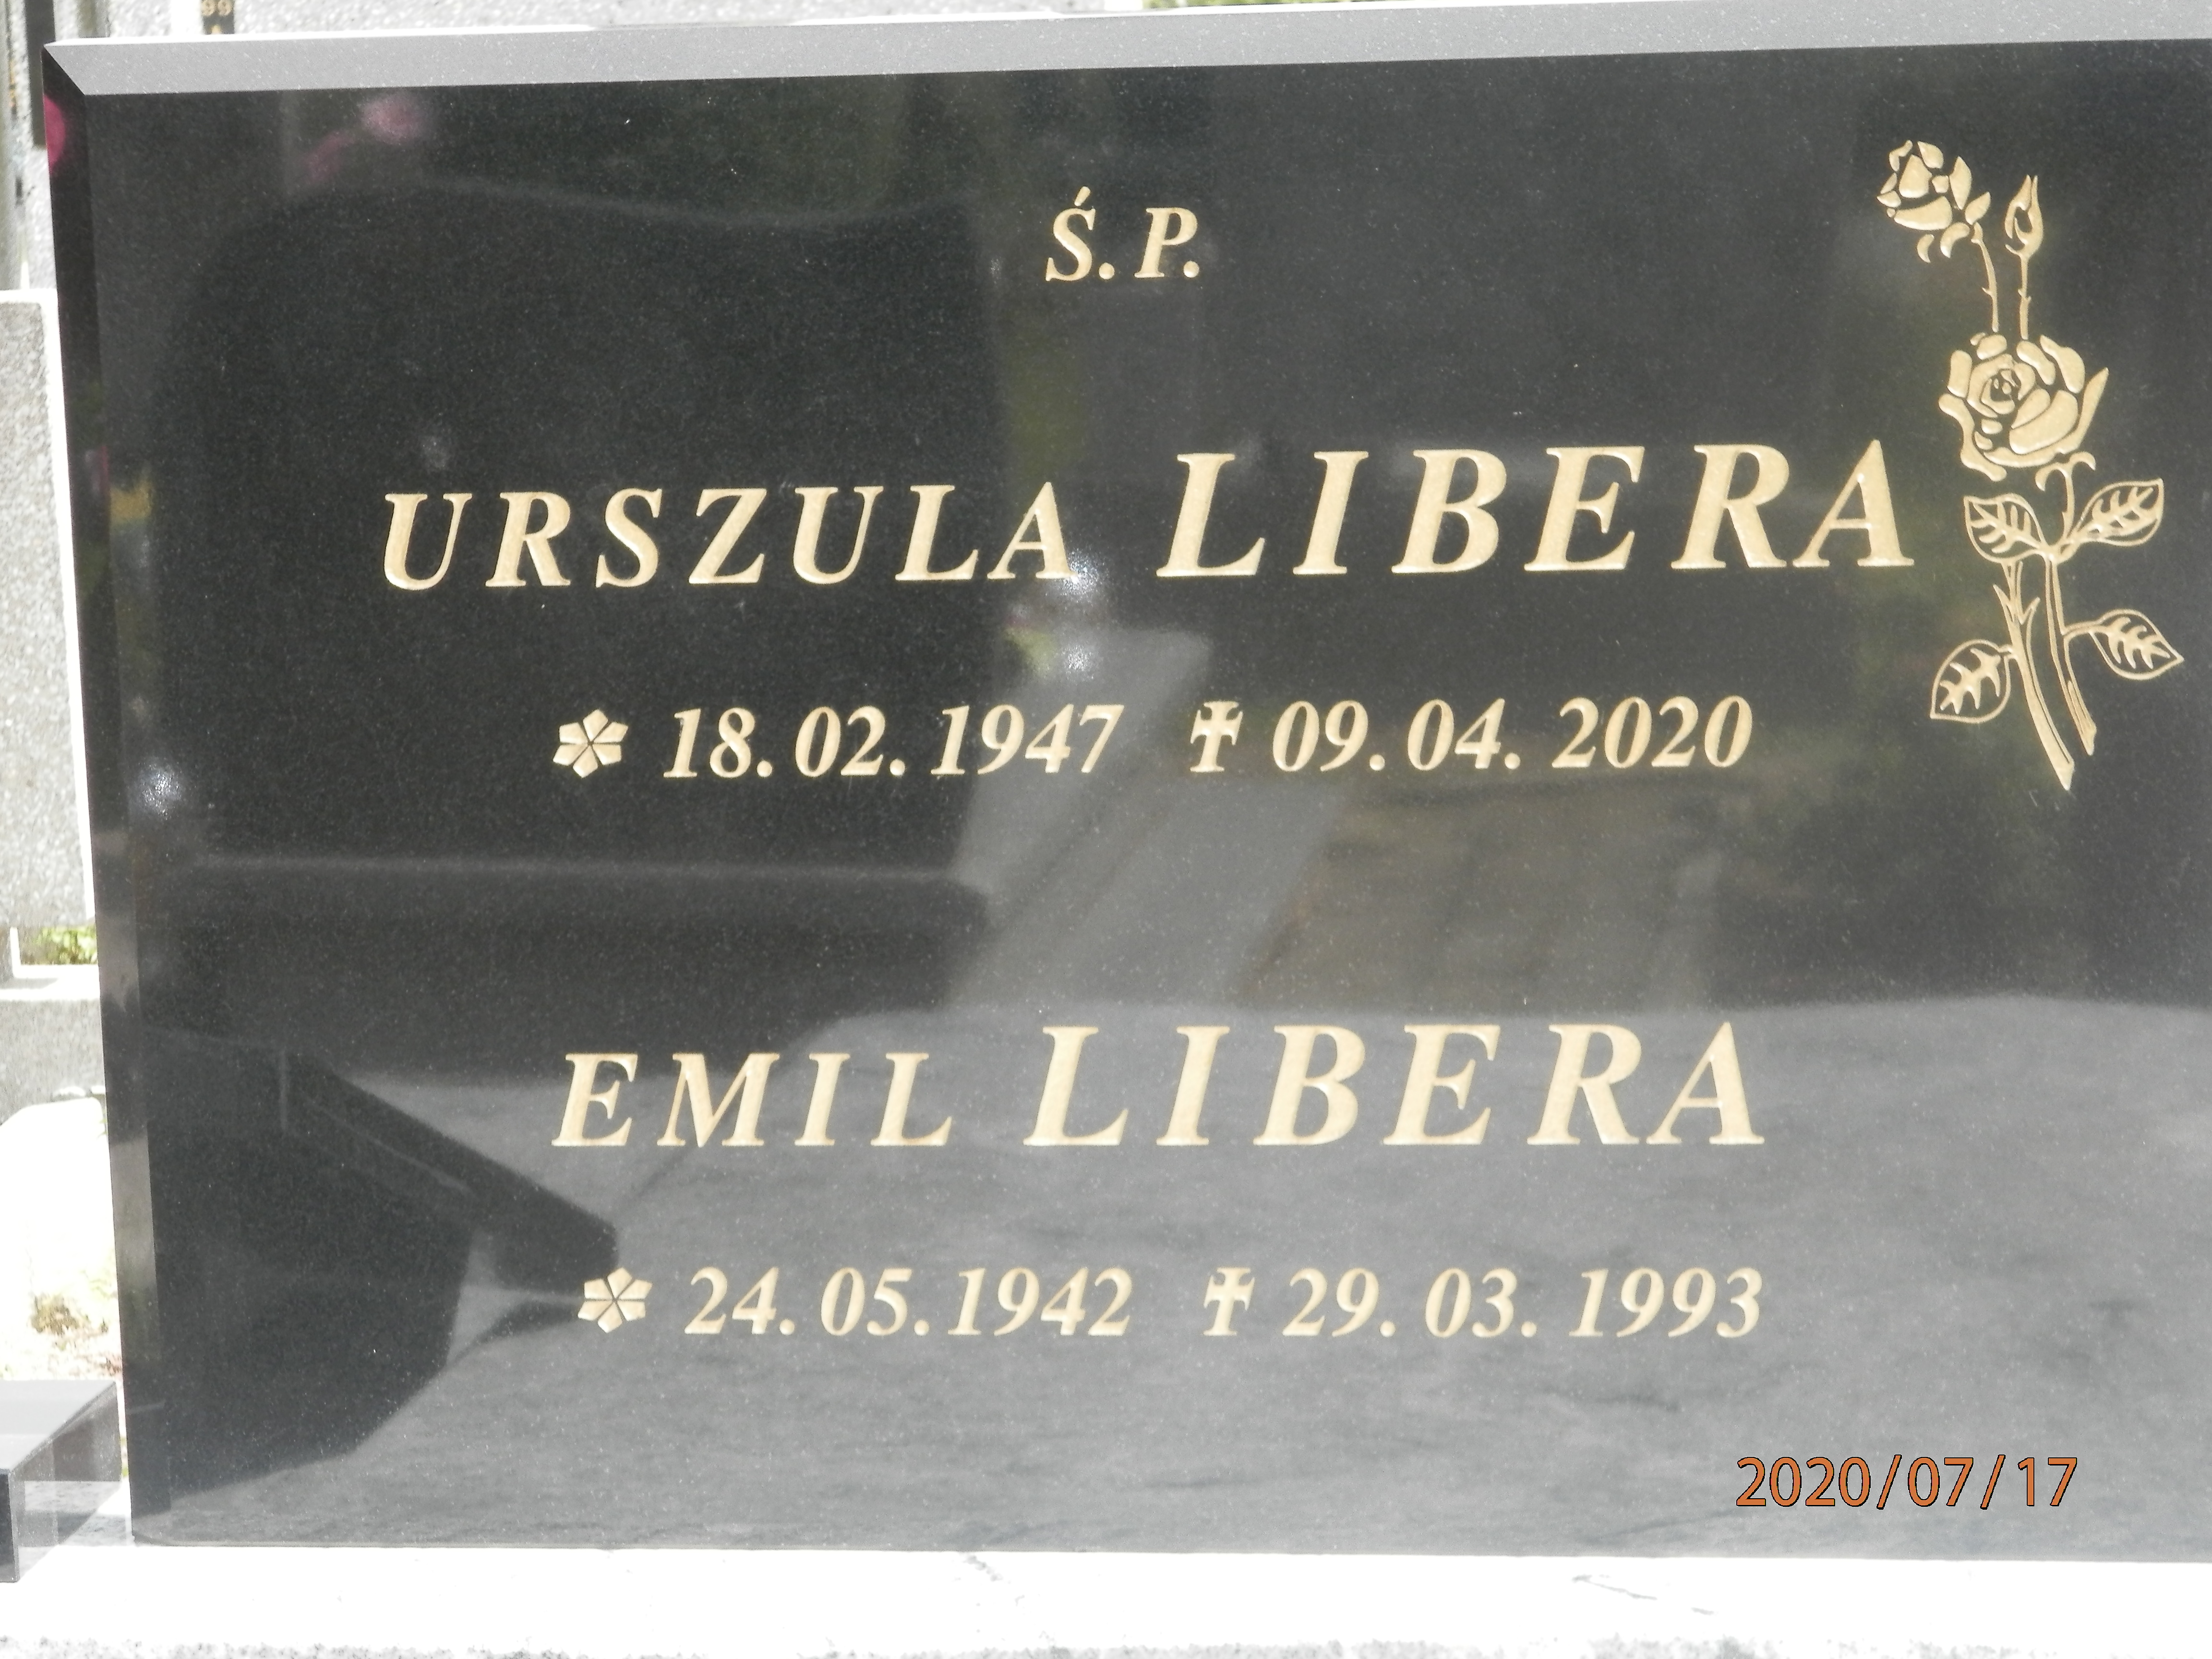 99
Ś. P.
URSZULA LIBERA
18. 02. 1947 09. 04. 2020
EMIL LIBERA
24. 05. 1942 29. 03. 1993
2020/07/17